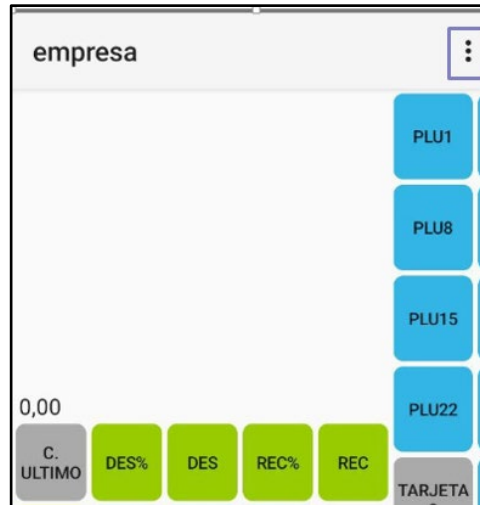 empresa
PLU1
PLU8
PLU15
0,00
PLU22
C.
ULTIMO
DES%
DES
REC%
REC
TARJETA